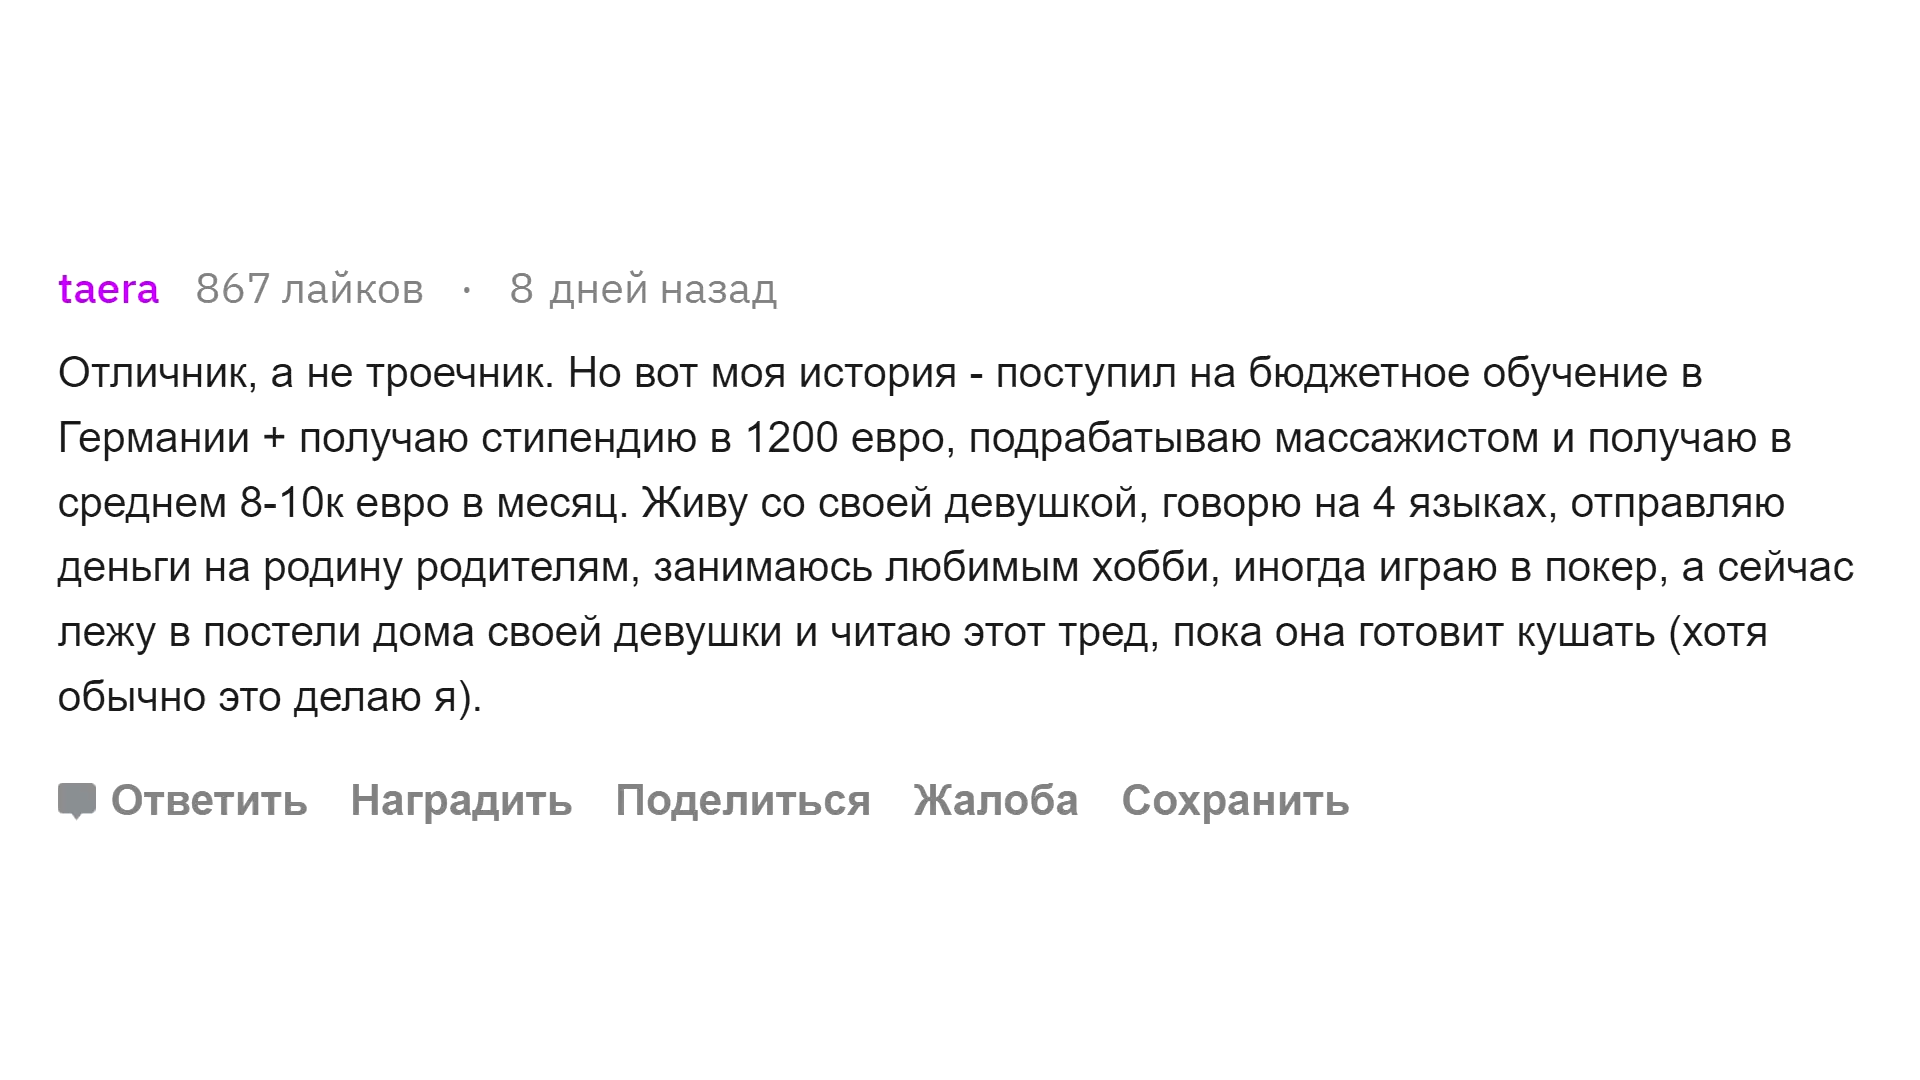 taera 867 лайков · 8 дней назад
Отличник, а не троечник. Но вот моя история - поступил на бюджетное обучение в
Германии + получаю стипендию в 1200 евро, подрабатываю массажистом и получаю в
среднем 8-10к евро в месяц. Живу со своей девушкой, говорю на 4 языках, отправляю
деньги на родину родителям, занимаюсь любимым хобби, иногда играю в покер, а сейчас
лежу в постели дома своей девушки и читаю этот тред, пока она готовит кушать (хотя
обычно это делаю я).
Ответить Наградить Поделиться Жалоба Сохранить